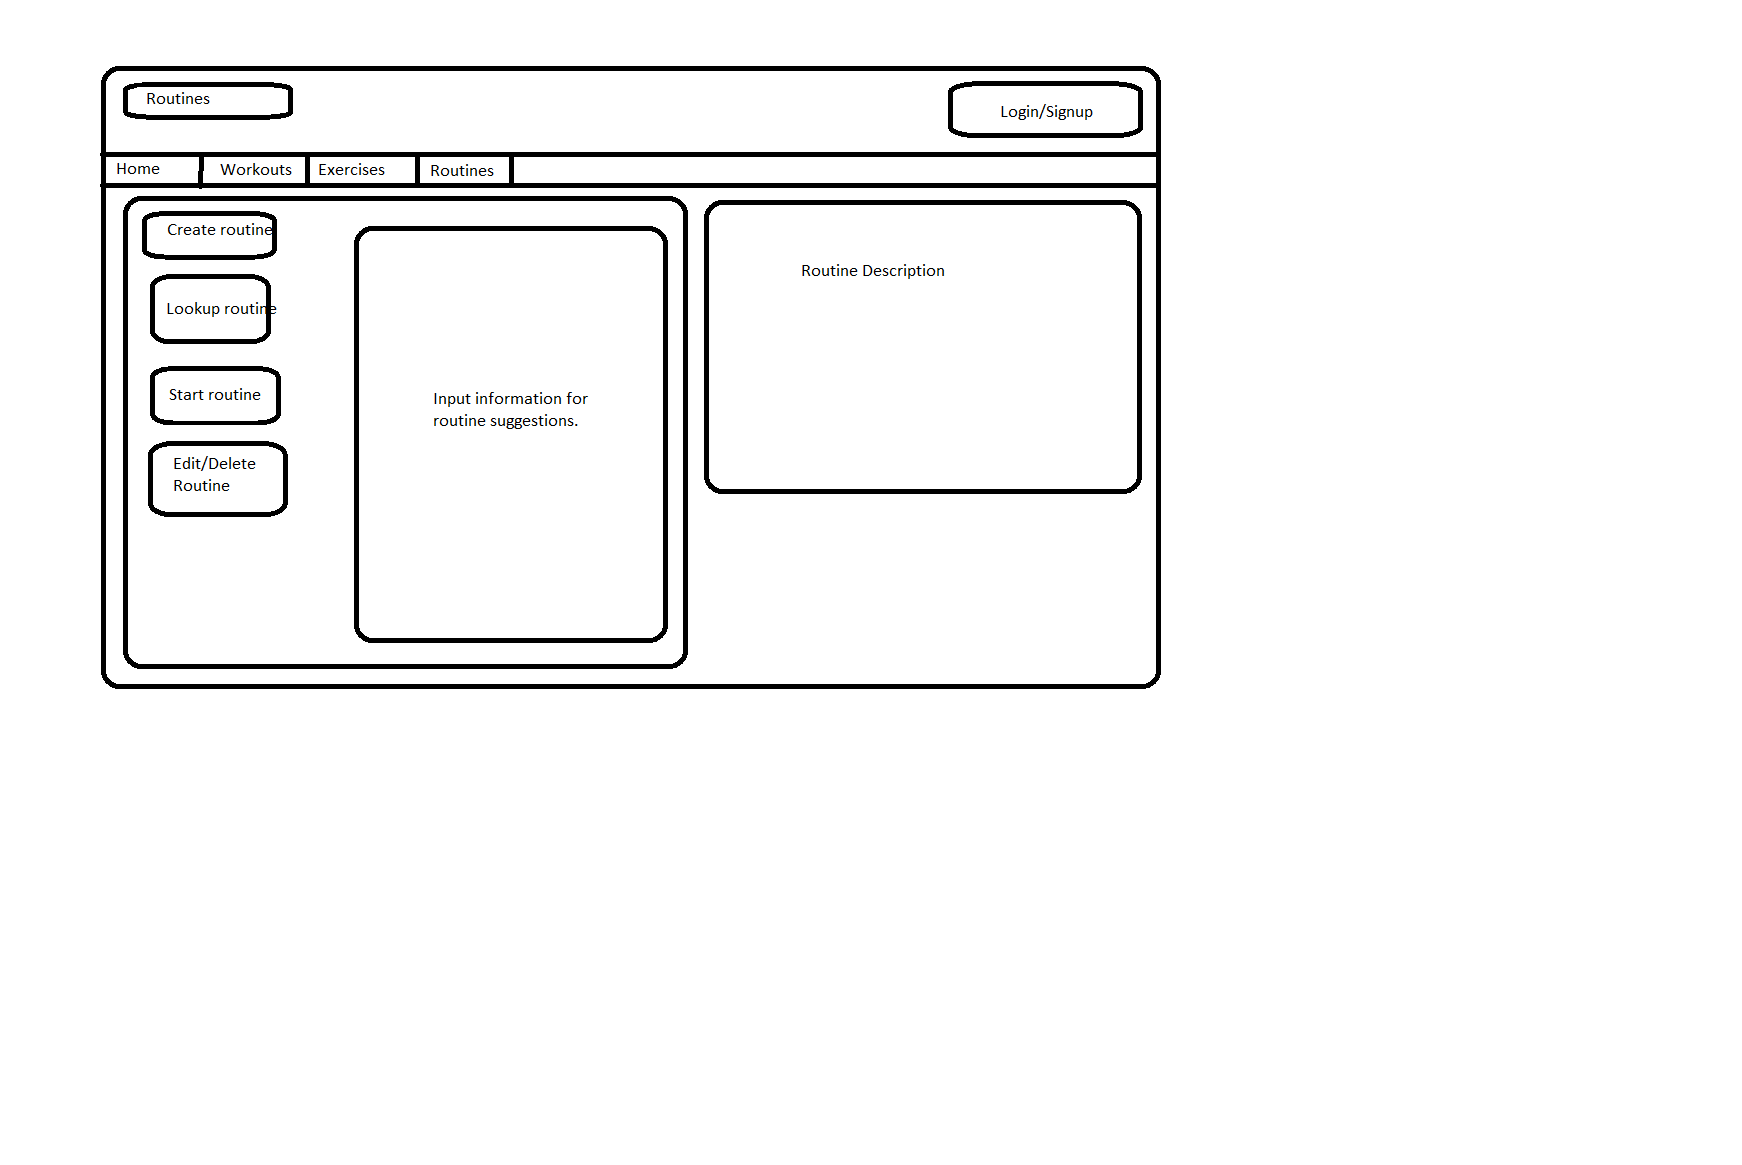 Routines
Login/Signup
Home
Workouts
Exercises
Routines
Create routine
Lookup routine
Start routine
Edit/Delete
Routine
Input information for
routine suggestions.
Routine Description